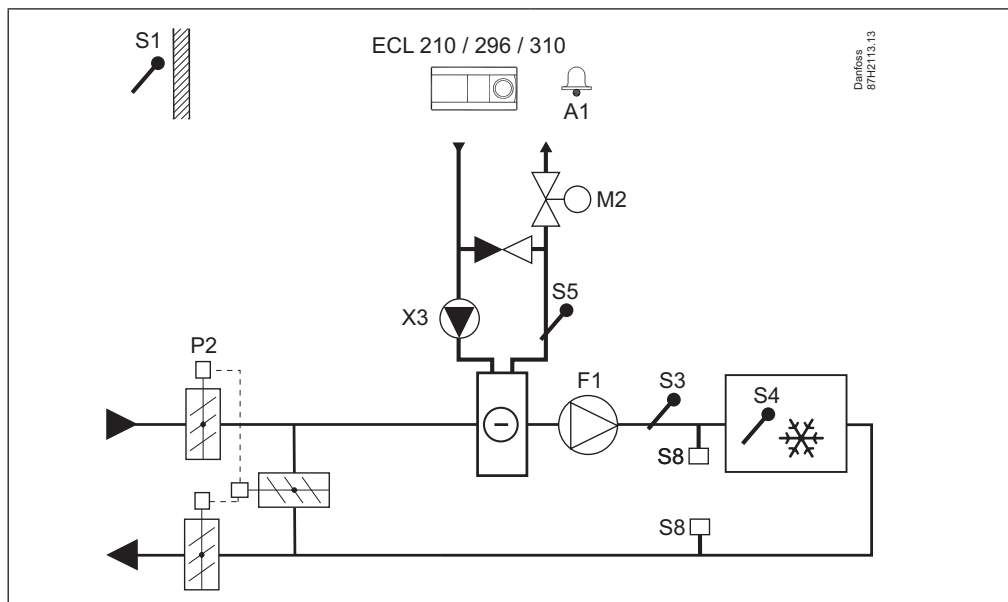 S1
ECL 210 / 296 / 310
A1
Danfoss
87H2113.13
M2
S5
X3
P2
F1
S3
S4
S8
S8